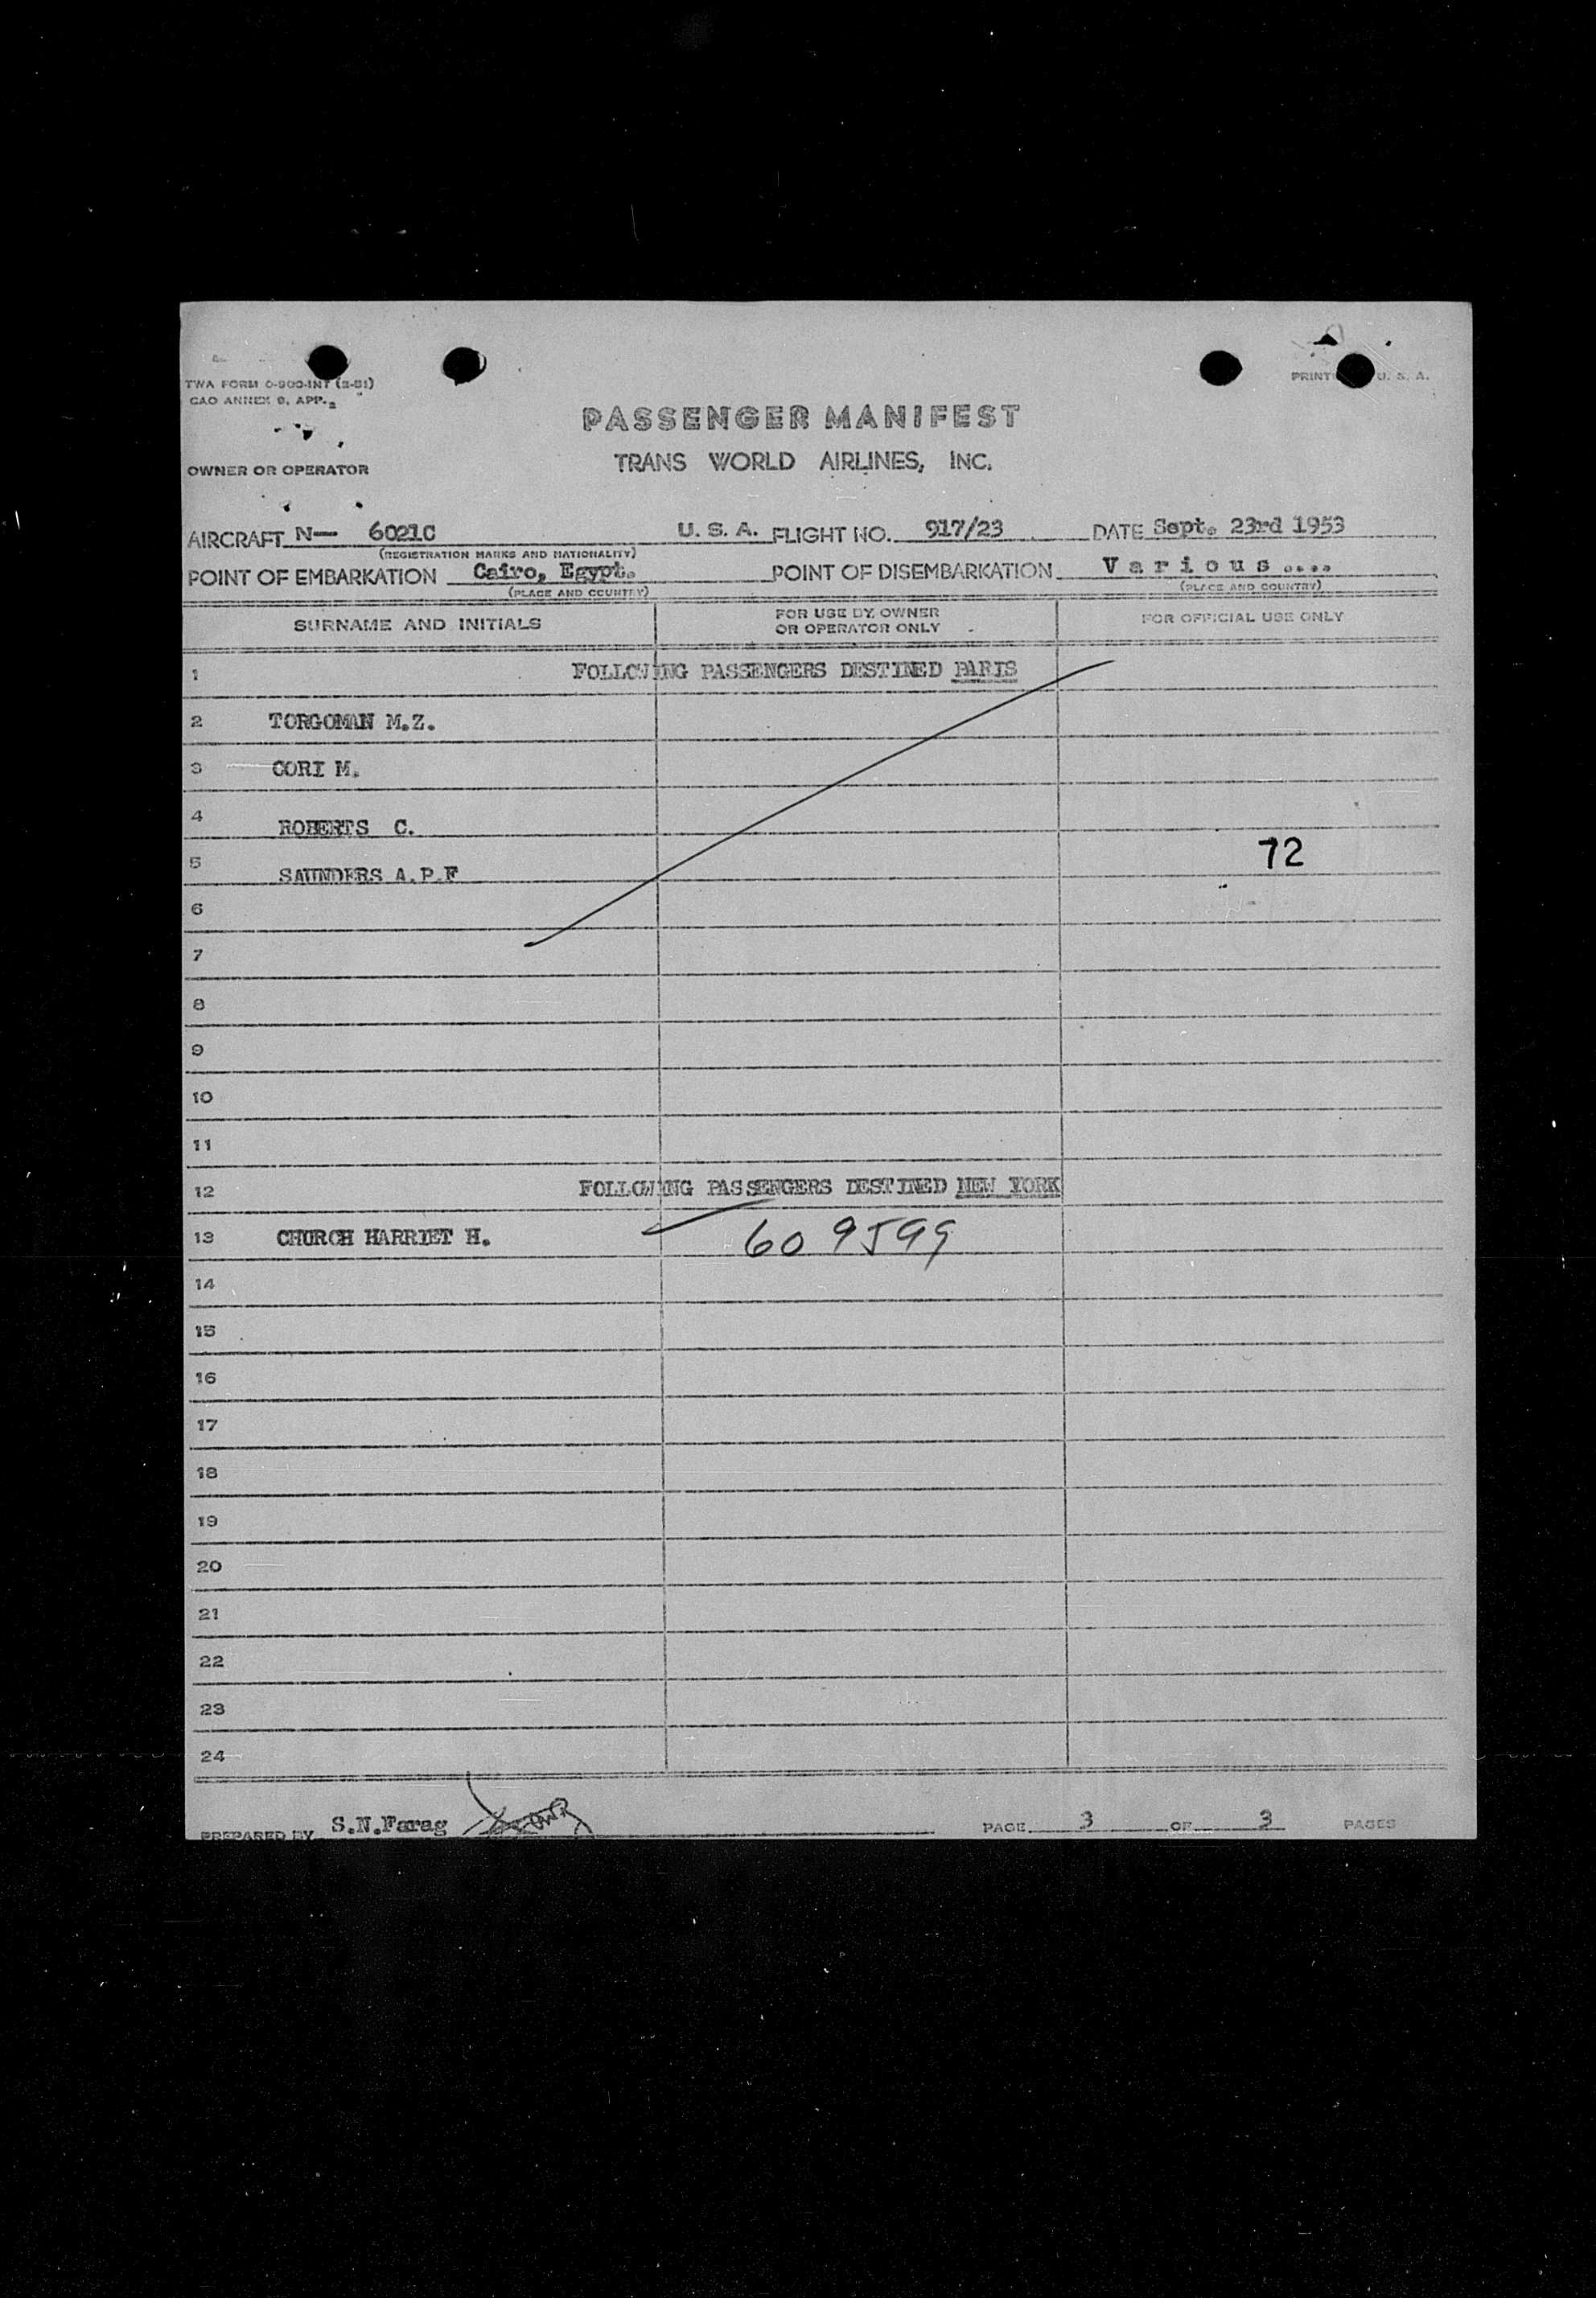 TWA FORM O-900-INT (2-51)
CAO ANNEX 9, APP. 2
PRINTED U. S. A.
PASSENGER MANIFEST
OWNER OR OPERATOR TRANS WORLD AIRLINES, INC.
AIRCRAFT N— 6021C U. S. A. FLIGHT NO. 917/23 DATE Sept. 23rd 1953
(REGISTRATION MARKS AND NATIONALITY)
POINT OF EMBARKATION Cairo, Egypt. POINT OF DISEMBARKATION Various....
(PLACE AND COUNTRY) (PLACE AND COUNTRY)
SURNAME AND INITIALS FOR USE BY OWNER OR OPERATOR ONLY FOR OFFICIAL USE ONLY
1 FOLLOWING PASSENGERS DESTINED PARIS
2 TORGOMAN M.Z.
3 CORI M.
4 ROBERTS C.
5 SAUNDERS A.P.F 72
6
7
8
9
10
11
12 FOLLOWING PASSENGERS DESTINED NEW YORK
13 CHURCH HARRIET H. 609599
14
15
16
17
18
19
20
21
22
23
24
PREPARED BY S.N.Farag PAGE 3 OF 3 PAGES